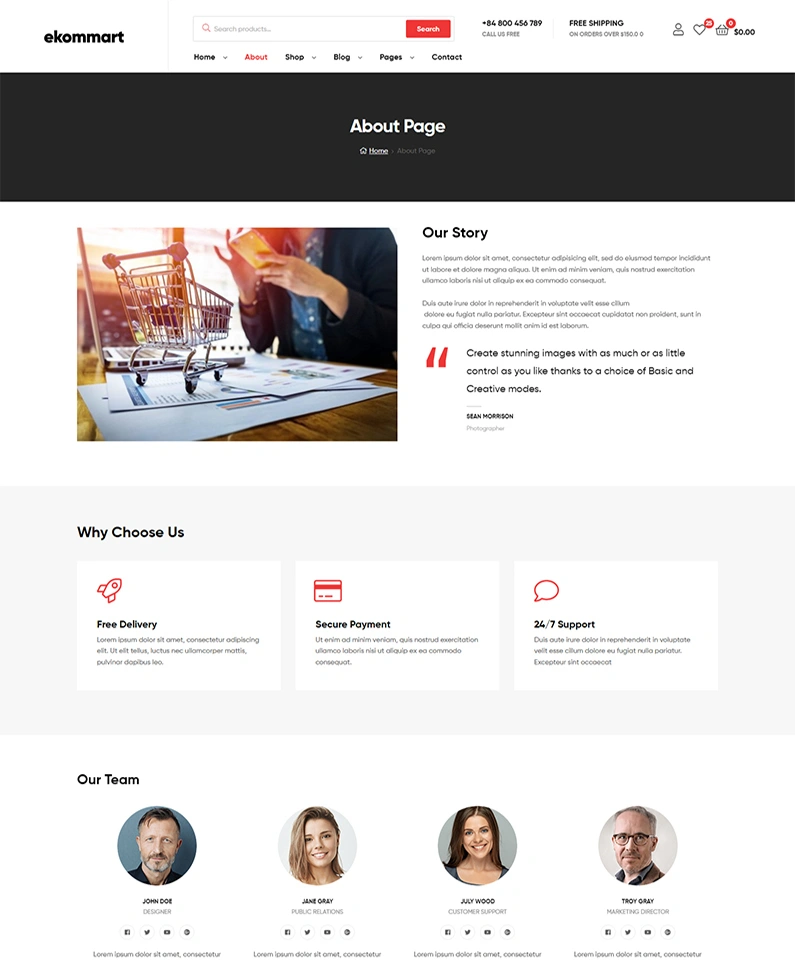 ekommart
Search products...
Search
+84 800 456 789
CALL US FREE
FREE SHIPPING
ON ORDERS OVER $150.0 0
25
0
$0.00
Home
About
Shop
Blog
Pages
Contact
About Page
Home > About Page
Our Story
Lorem ipsum dolor sit amet, consectetur adipisicing elit, sed do eiusmod tempor incididunt
ut labore et dolore magna aliqua. Ut enim ad minim veniam, quis nostrud exercitation
ullamco laboris nisi ut aliquip ex ea commodo consequat.
Duis aute irure dolor in reprehenderit in voluptate velit esse cillum
dolore eu fugiat nulla pariatur. Excepteur sint occaecat cupidatat non proident, sunt in
culpa qui officia deserunt mollit anim id est laborum.
Create stunning images with as much or as little
control as you like thanks to a choice of Basic and
Creative modes.
SEAN MORRISON
Photographer
Why Choose Us
Free Delivery
Lorem ipsum dolor sit amet, consectetur adipiscing
elit. Ut elit tellus, luctus nec ullamcorper mattis,
pulvinar dapibus leo.
Secure Payment
Ut enim ad minim veniam, quis nostrud exercitation
ullamco laboris nisi ut aliquip ex ea commodo
consequat.
24/7 Support
Duis aute irure dolor in reprehenderit in voluptate
velit esse cillum dolore eu fugiat nulla pariatur.
Excepteur sint occaecat
Our Team
JOHN DOE
DESIGNER
Lorem ipsum dolor sit amet, consectetur
JANE GRAY
PUBLIC RELATIONS
Lorem ipsum dolor sit amet, consectetur
JULY WOOD
CUSTOMER SUPPORT
Lorem ipsum dolor sit amet, consectetur
TROY GRAY
MARKETING DIRECTOR
Lorem ipsum dolor sit amet, consectetur